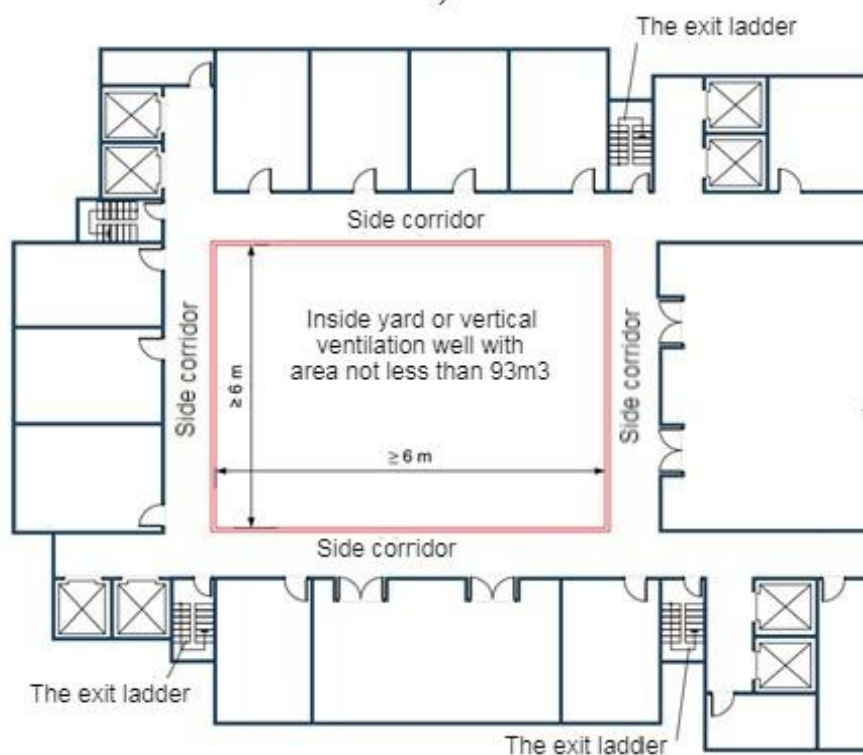 The exit ladder
Side corridor
Side corridor
Inside yard or vertical
ventilation well with
area not less than 93m3
≥ 6 m
≥ 6 m
Side corridor
Side corridor
The exit ladder
The exit ladder